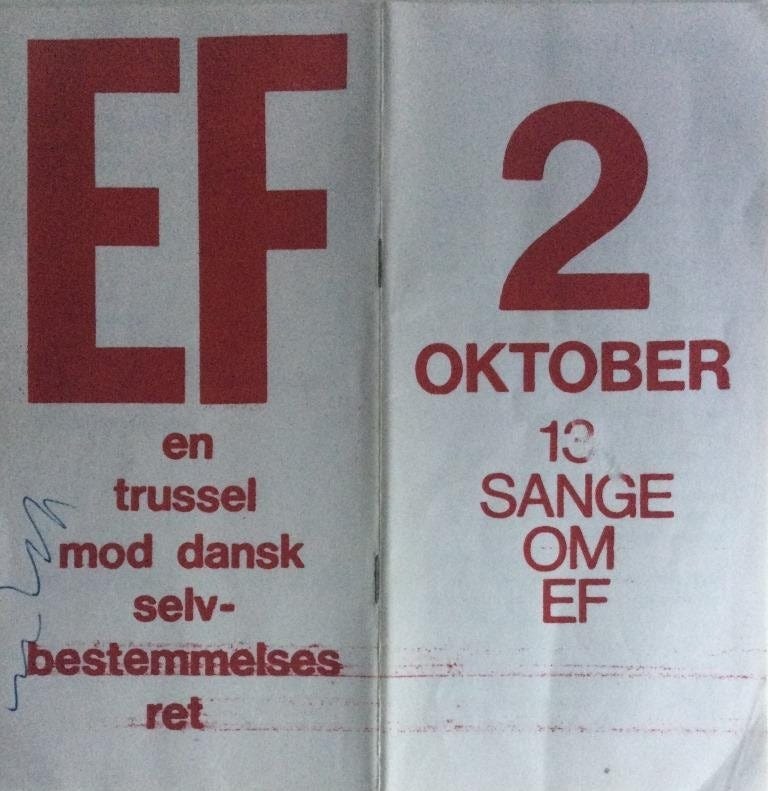 EF
en
trussel
mod dansk
selv-
bestemmelses
ret
2
OKTOBER
13
SANGE
OM
EF